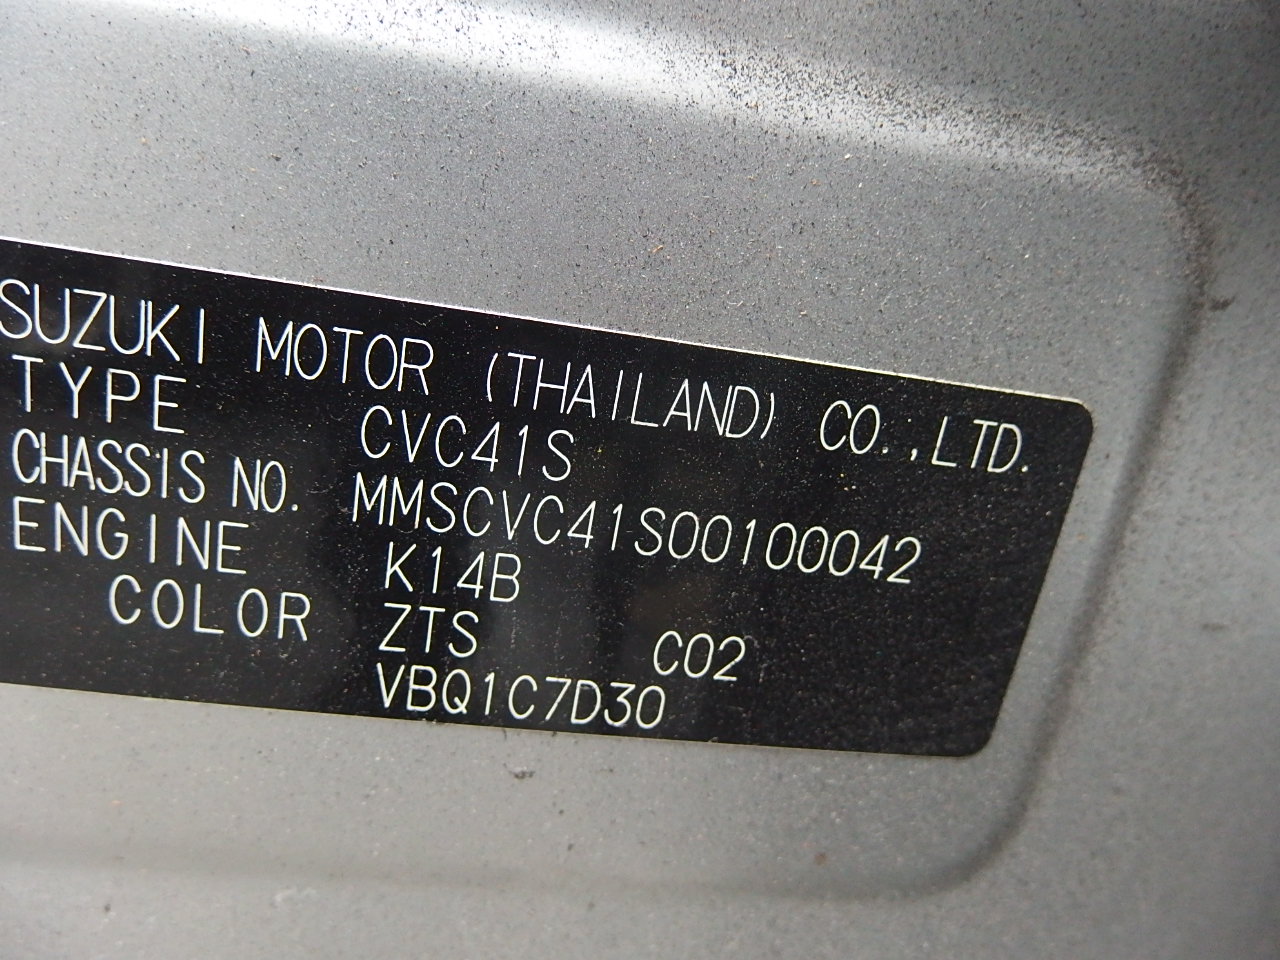 SUZUKI MOTOR (THAILAND) CO.,LTD.
TYPE CVC41S
CHASSIS NO. MMSCVC41S00100042
ENGINE K14B
COLOR ZTS C02
VBQ1C7D30